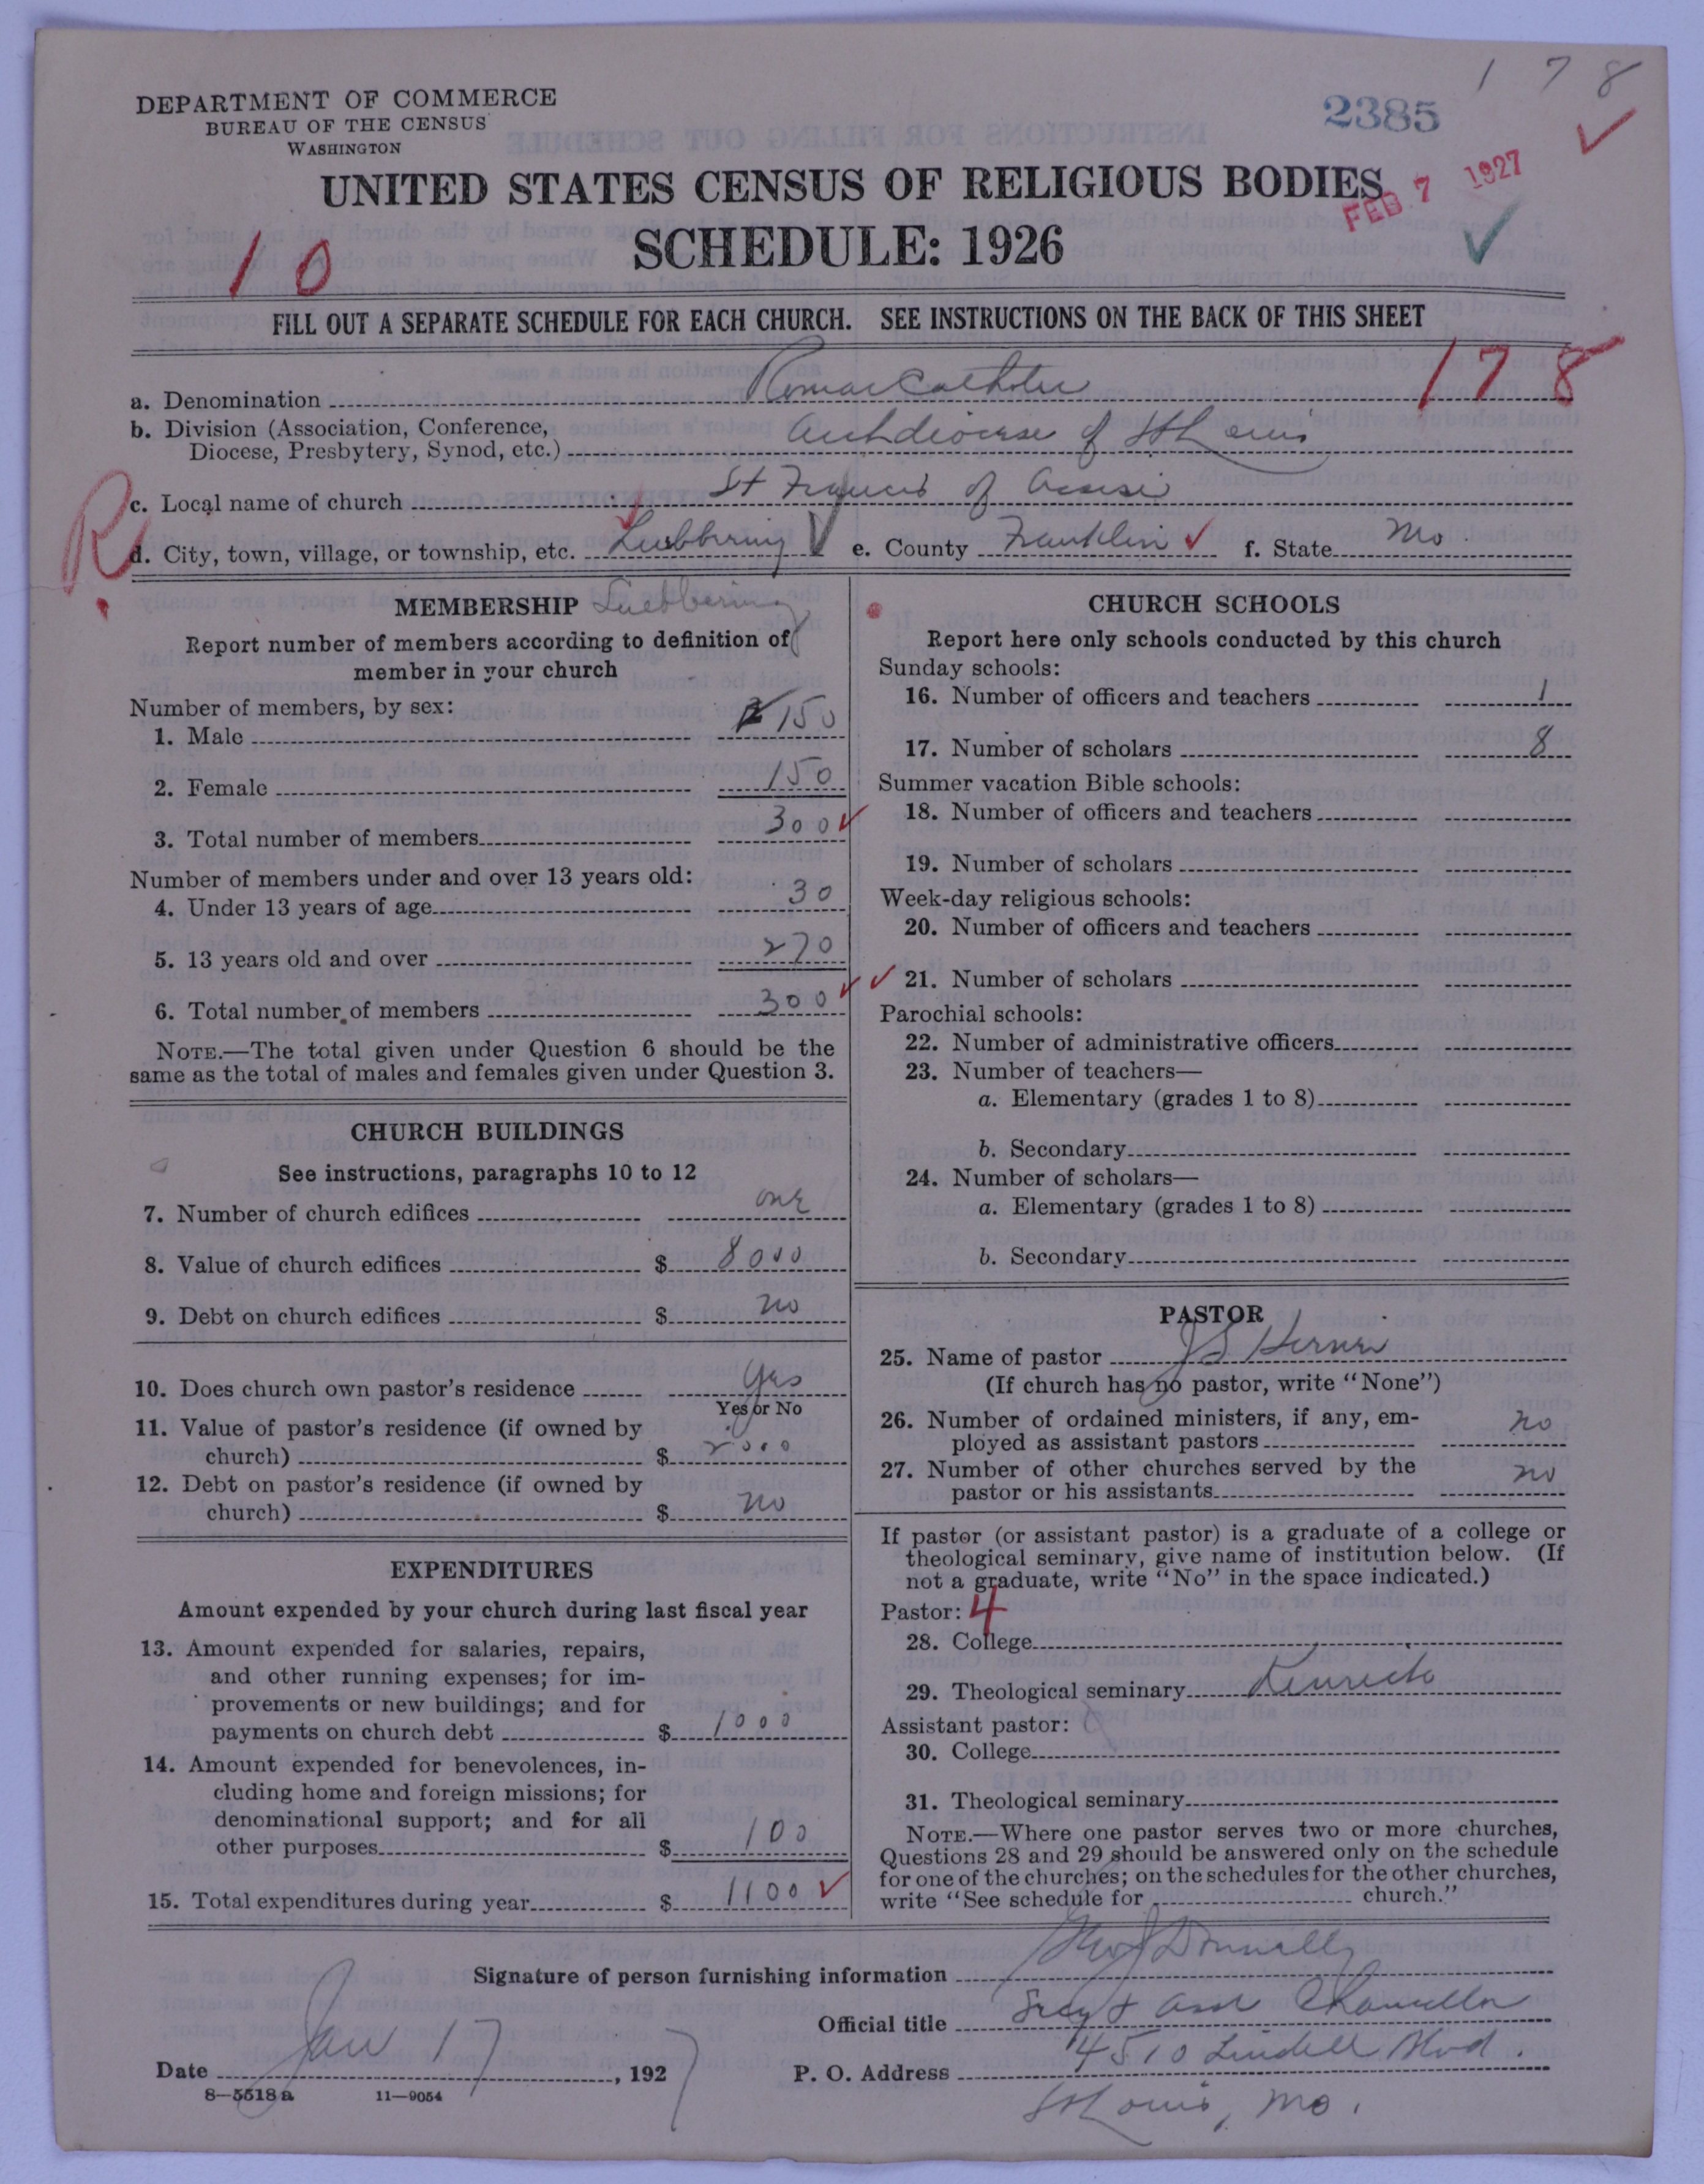 1 7 8
DEPARTMENT OF COMMERCE
BUREAU OF THE CENSUS
WASHINGTON
2385
FEB 7 1927
UNITED STATES CENSUS OF RELIGIOUS BODIES
SCHEDULE: 1926
10
FILL OUT A SEPARATE SCHEDULE FOR EACH CHURCH. SEE INSTRUCTIONS ON THE BACK OF THIS SHEET
178
a. Denomination Roman Catholic
b. Division (Association, Conference, Diocese, Presbytery, Synod, etc.) Archdiocese of St Louis
c. Local name of church St Francis of Assisi
R.
d. City, town, village, or township, etc. Luebbering e. County Franklin f. State Mo
MEMBERSHIP Luebbering
Report number of members according to definition of
member in your church
Number of members, by sex:
1. Male 150
2. Female 150
3. Total number of members 300
Number of members under and over 13 years old:
4. Under 13 years of age 30
5. 13 years old and over 270
6. Total number of members 300
NOTE.—The total given under Question 6 should be the
same as the total of males and females given under Question 3.
CHURCH BUILDINGS
See instructions, paragraphs 10 to 12
7. Number of church edifices one
8. Value of church edifices $ 8000
9. Debt on church edifices $ no
10. Does church own pastor's residence yes
Yes or No
11. Value of pastor's residence (if owned by
church) $ 2000
12. Debt on pastor's residence (if owned by
church) $ no
EXPENDITURES
Amount expended by your church during last fiscal year
13. Amount expended for salaries, repairs,
and other running expenses; for im-
provements or new buildings; and for
payments on church debt $ 1000
14. Amount expended for benevolences, in-
cluding home and foreign missions; for
denominational support; and for all
other purposes $ 100
15. Total expenditures during year $ 1100
CHURCH SCHOOLS
Report here only schools conducted by this church
Sunday schools:
16. Number of officers and teachers 1
17. Number of scholars 8
Summer vacation Bible schools:
18. Number of officers and teachers
19. Number of scholars
Week-day religious schools:
20. Number of officers and teachers
21. Number of scholars
Parochial schools:
22. Number of administrative officers
23. Number of teachers—
a. Elementary (grades 1 to 8)
b. Secondary
24. Number of scholars—
a. Elementary (grades 1 to 8)
b. Secondary
PASTOR
25. Name of pastor J S
(If church has no pastor, write "None")
26. Number of ordained ministers, if any, em-
ployed as assistant pastors no
27. Number of other churches served by the
pastor or his assistants no
If pastor (or assistant pastor) is a graduate of a college or
theological seminary, give name of institution below. (If
not a graduate, write "No" in the space indicated.)
Pastor: 4
28. College
29. Theological seminary Kenrick
Assistant pastor:
30. College
31. Theological seminary
NOTE.—Where one pastor serves two or more churches,
Questions 28 and 29 should be answered only on the schedule
for one of the churches; on the schedules for the other churches,
write "See schedule for church."
Signature of person furnishing information Donnelly
Official title Secy & Asst Chancellor
Date Jan 17, 1927 P. O. Address 4510 Lindell Blvd.
8—5518a 11—9054
St Louis, Mo.